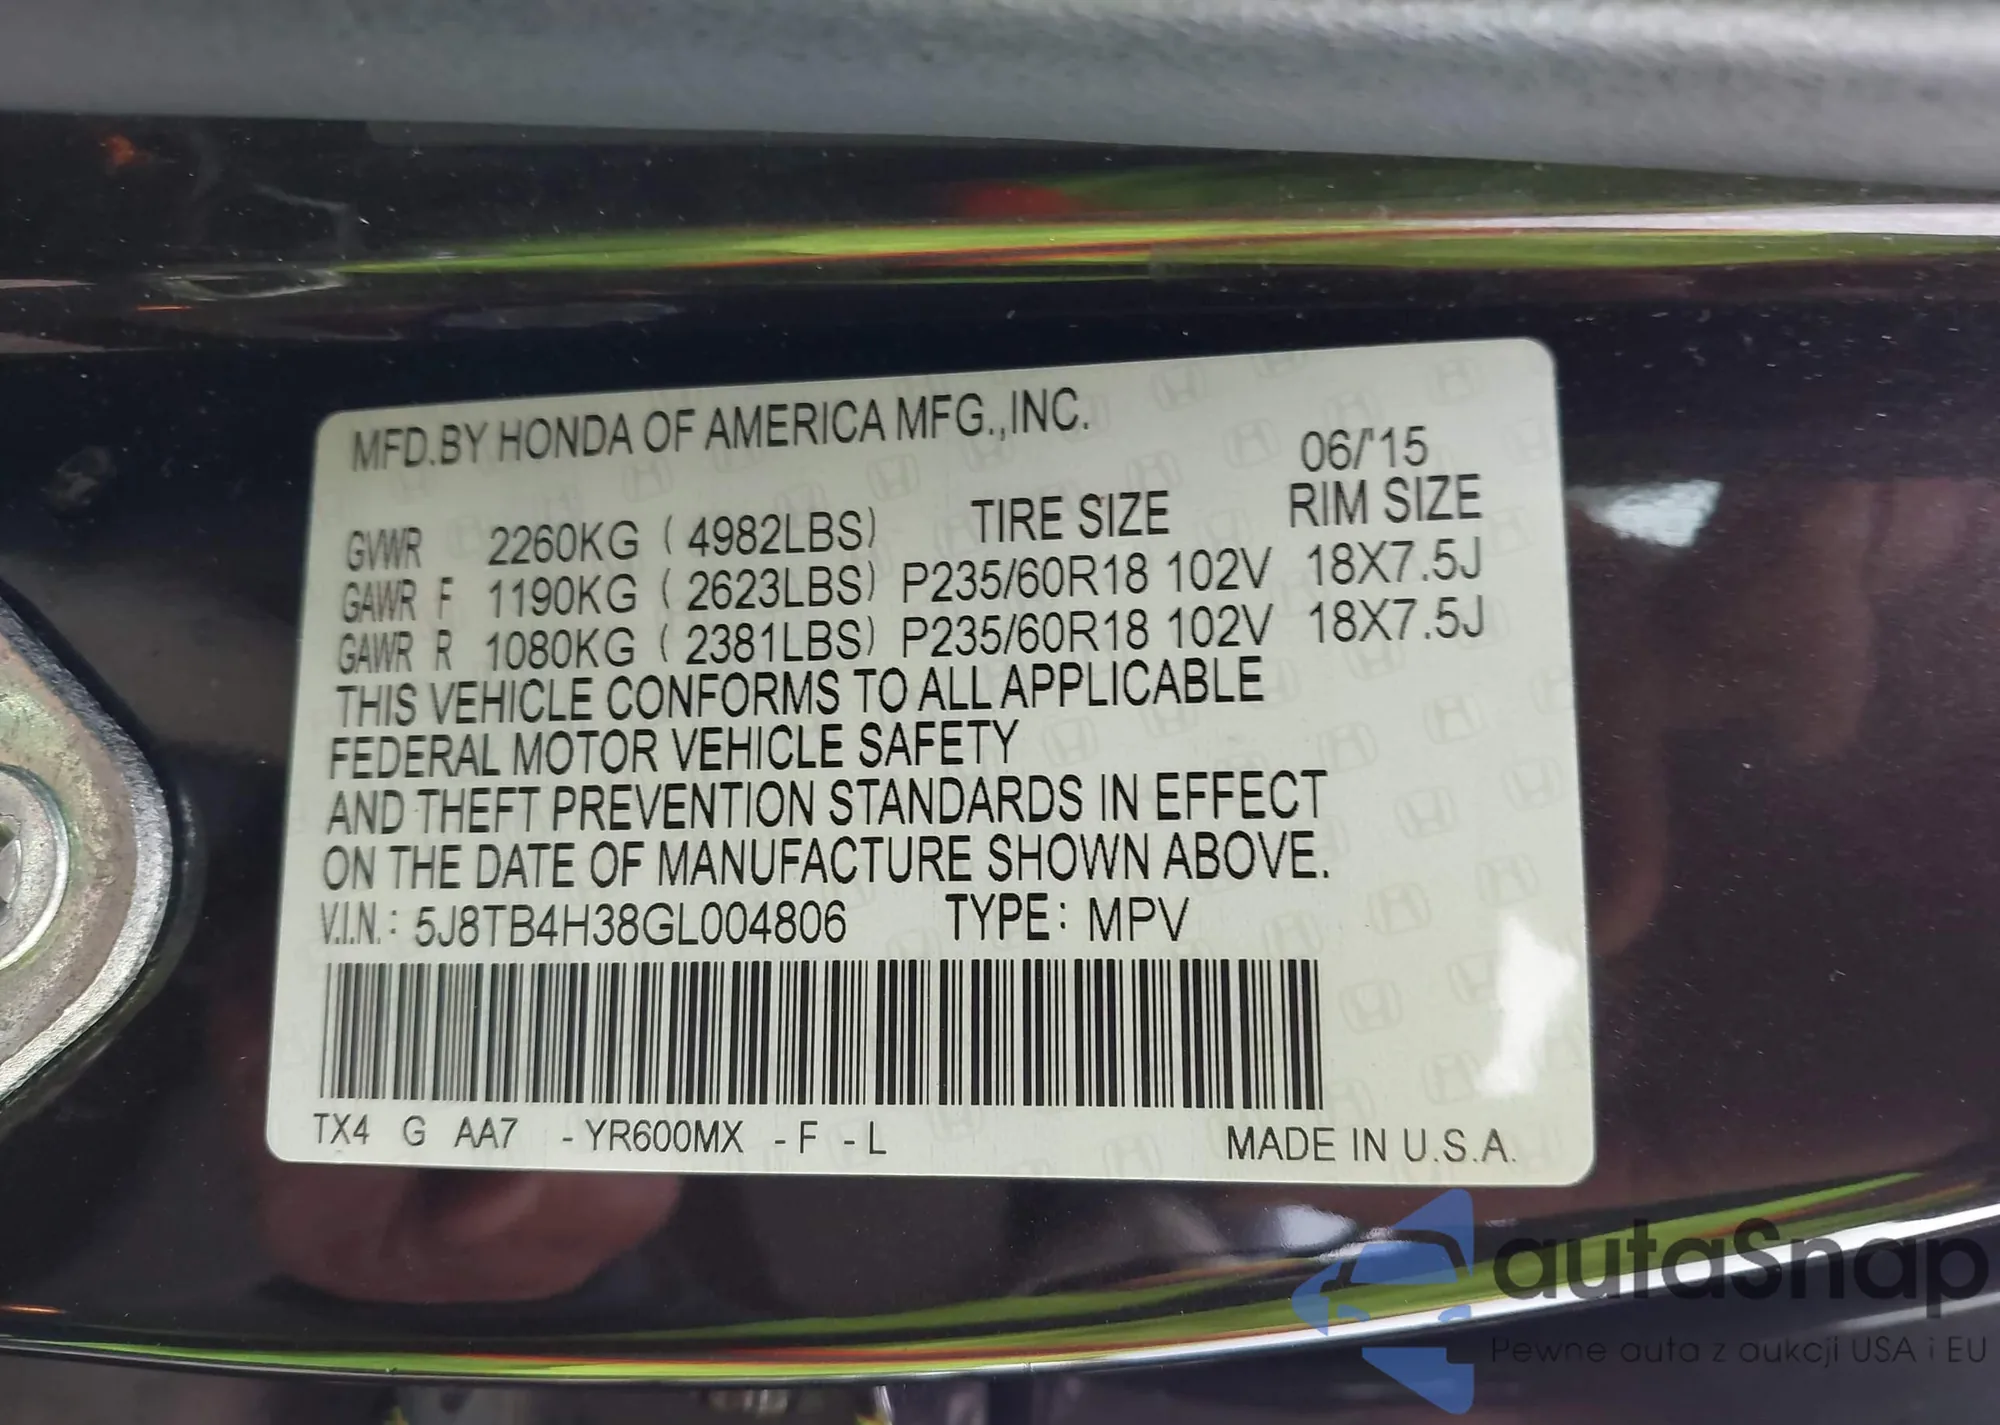 MFD.BY HONDA OF AMERICA MFG.,INC.
06/'15
GVWR 2260KG ( 4982LBS) TIRE SIZE RIM SIZE
GAWR F 1190KG ( 2623LBS) P235/60R18 102V 18X7.5J
GAWR R 1080KG ( 2381LBS) P235/60R18 102V 18X7.5J
THIS VEHICLE CONFORMS TO ALL APPLICABLE
FEDERAL MOTOR VEHICLE SAFETY
AND THEFT PREVENTION STANDARDS IN EFFECT
ON THE DATE OF MANUFACTURE SHOWN ABOVE.
V.I.N.: 5J8TB4H38GL004806 TYPE: MPV
TX4 G AA7 -YR600MX -F -L MADE IN U.S.A.
autaSnap
Pewne auta z aukcji USA i EU